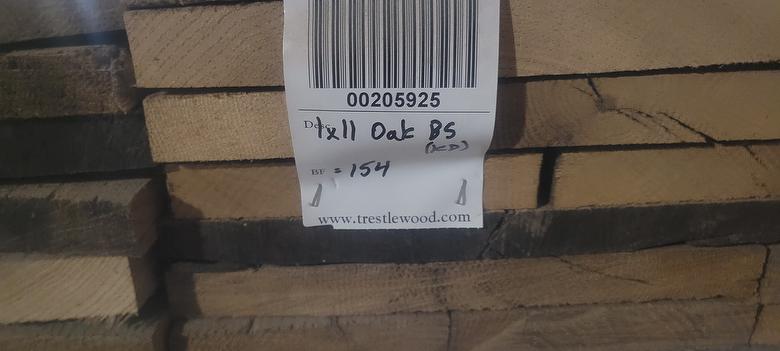 00205925
Desc 1x11 Oak BS
(KD)
BF = 154
www.trestlewood.com